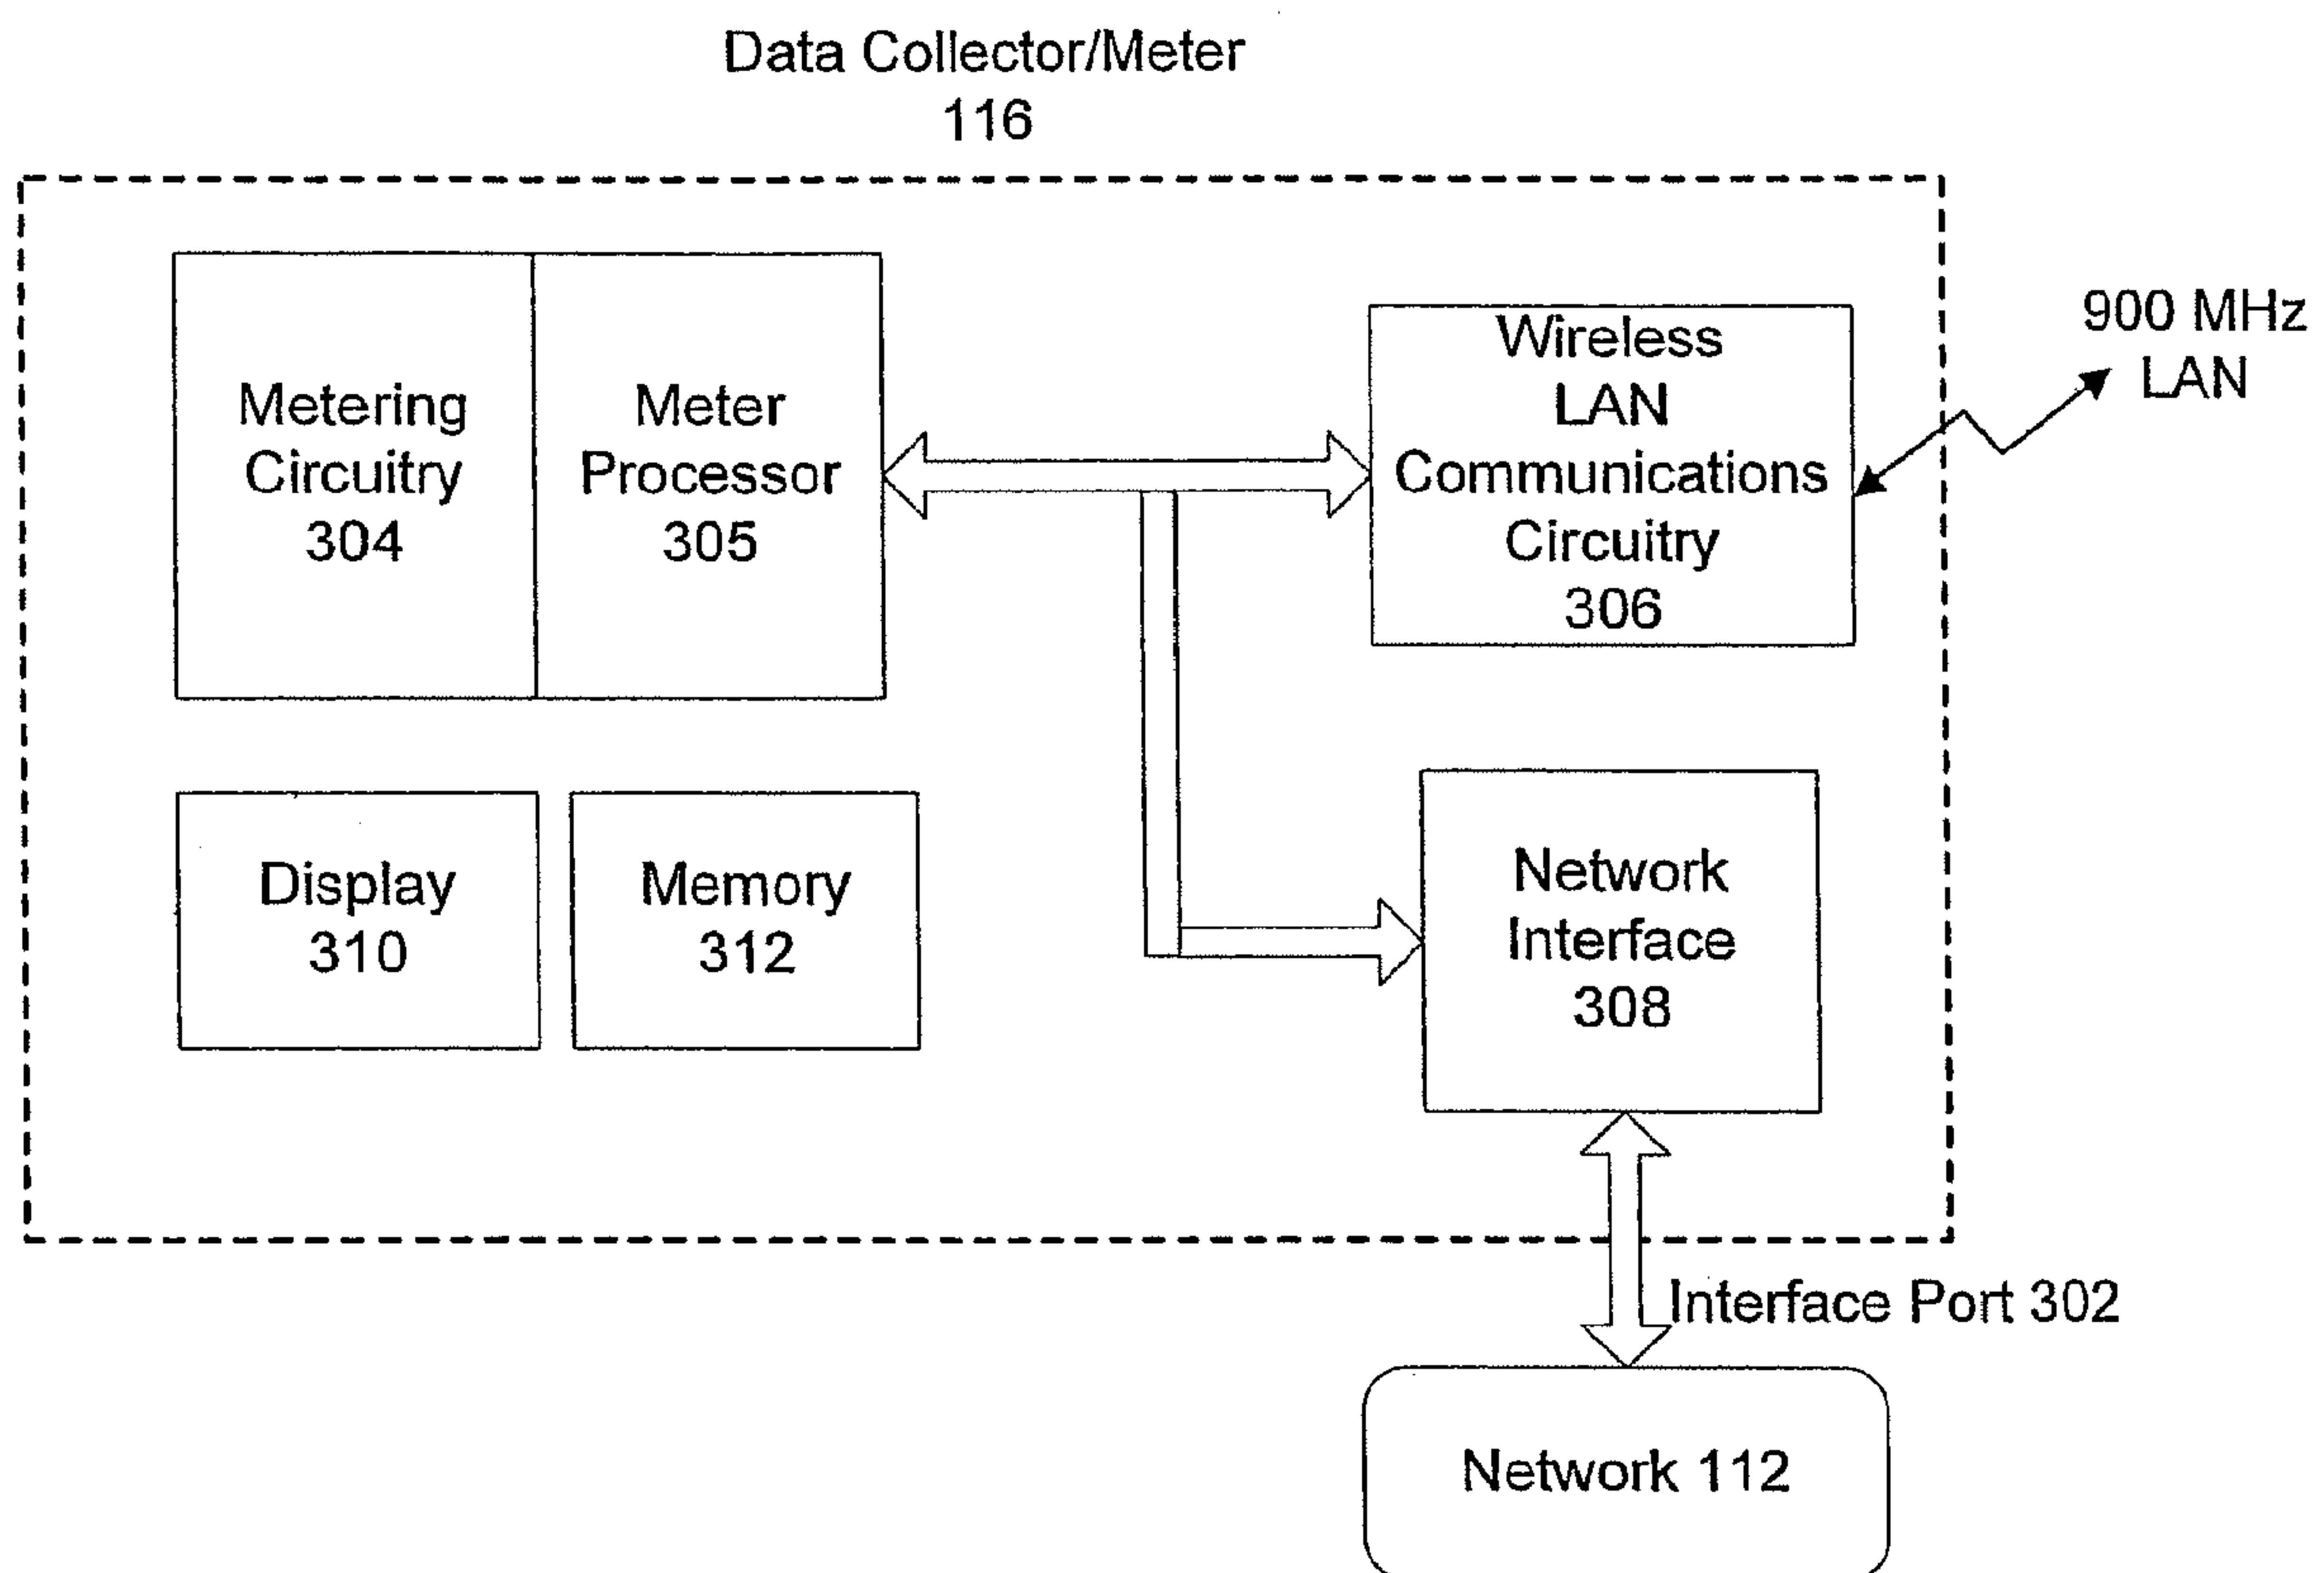 Data Collector/Meter
116
Metering
Circuitry
304
Meter
Processor
305
Wireless
LAN
Communications
Circuitry
306
900 MHz
LAN
Display
310
Memory
312
Network
Interface
308
Interface Port 302
Network 112